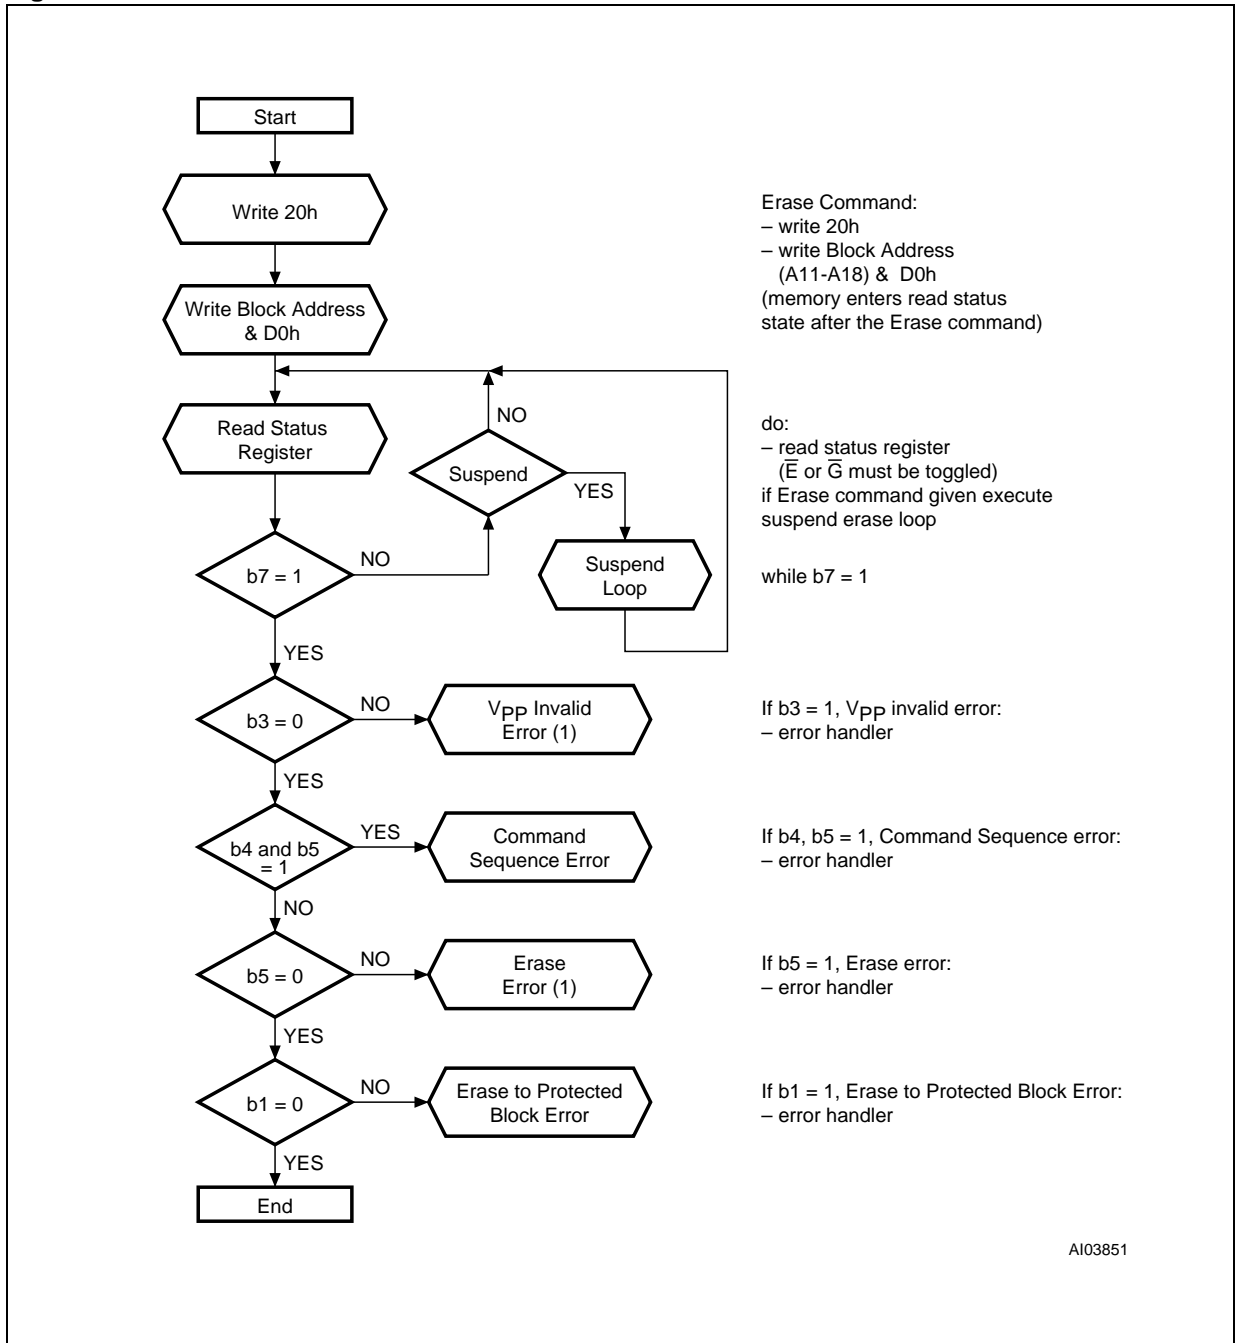 Start
Write 20h
Erase Command:
– write 20h
– write Block Address
(A11-A18) & D0h
(memory enters read status
state after the Erase command)
Write Block Address
& D0h
NO
Read Status
Register
Suspend
YES
do:
– read status register
(E̅ or G̅ must be toggled)
if Erase command given execute
suspend erase loop
while b7 = 1
b7 = 1
NO
Suspend
Loop
YES
b3 = 0
NO
VPP Invalid
Error (1)
If b3 = 1, VPP invalid error:
– error handler
YES
b4 and b5
= 1
YES
Command
Sequence Error
If b4, b5 = 1, Command Sequence error:
– error handler
NO
b5 = 0
NO
Erase
Error (1)
If b5 = 1, Erase error:
– error handler
YES
b1 = 0
NO
Erase to Protected
Block Error
If b1 = 1, Erase to Protected Block Error:
– error handler
YES
End
AI03851